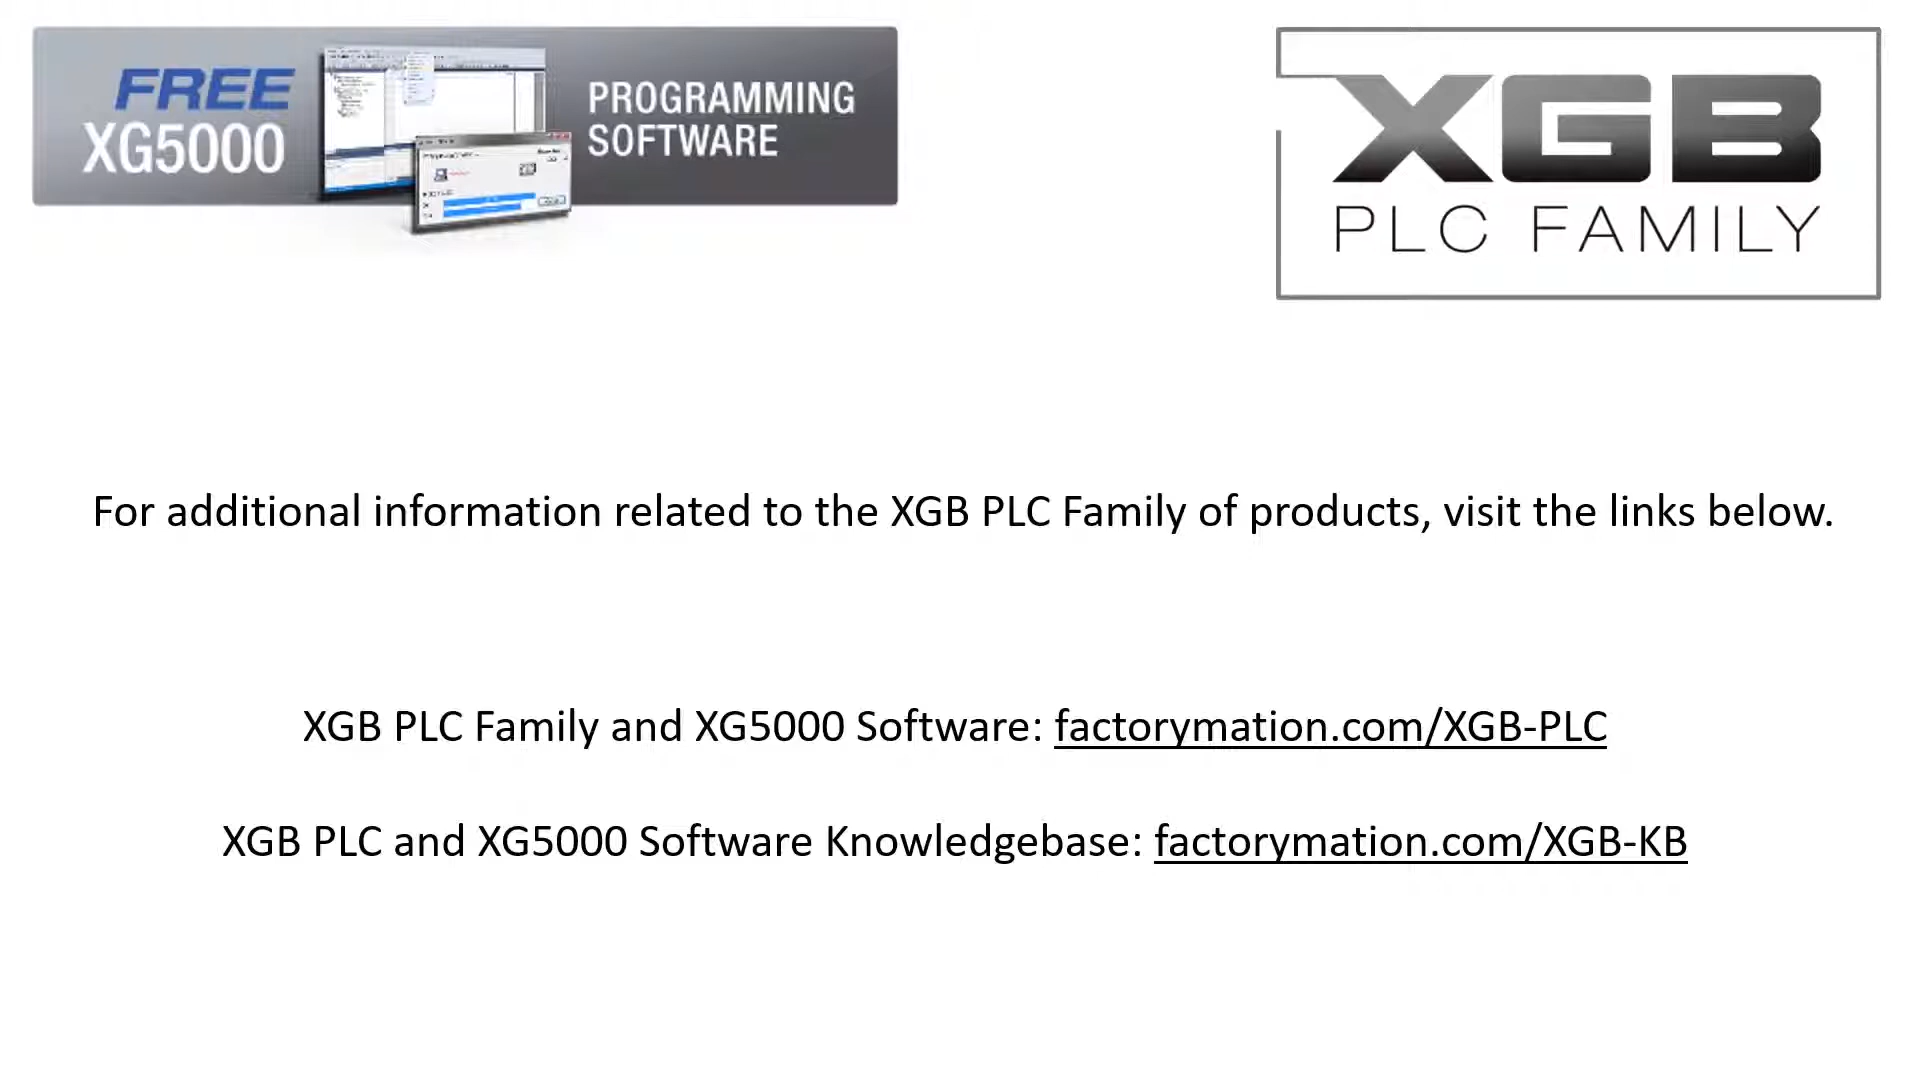 FREE
XG5000
PROGRAMMING
SOFTWARE
XGB
PLC FAMILY
For additional information related to the XGB PLC Family of products, visit the links below.
XGB PLC Family and XG5000 Software: factorymation.com/XGB-PLC
XGB PLC and XG5000 Software Knowledgebase: factorymation.com/XGB-KB